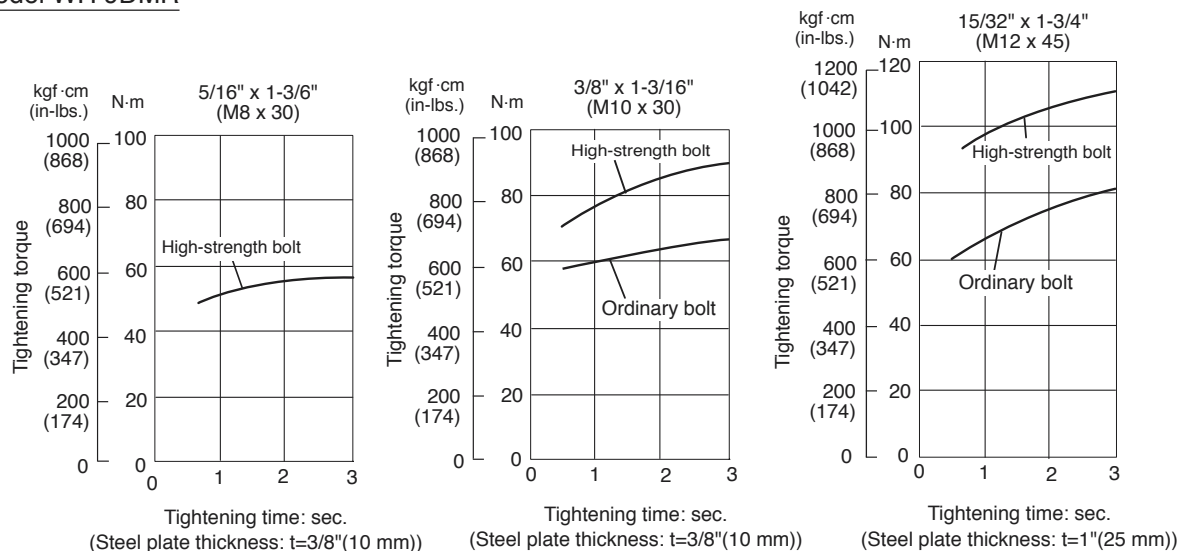 kgf·cm
(in-lbs.)
N·m
5/16" x 1-3/6"
(M8 x 30)
1000
(868)
800
(694)
600
(521)
400
(347)
200
(174)
0
100
80
60
40
20
0
Tightening torque
High-strength bolt
0 1 2 3
Tightening time: sec.
(Steel plate thickness: t=3/8"(10 mm))
kgf·cm
(in-lbs.)
N·m
3/8" x 1-3/16"
(M10 x 30)
1000
(868)
800
(694)
600
(521)
400
(347)
200
(174)
0
100
80
60
40
20
0
Tightening torque
High-strength bolt
Ordinary bolt
0 1 2 3
Tightening time: sec.
(Steel plate thickness: t=3/8"(10 mm))
kgf·cm
(in-lbs.)
N·m
15/32" x 1-3/4"
(M12 x 45)
1200
(1042)
1000
(868)
800
(694)
600
(521)
400
(347)
200
(174)
0
120
100
80
60
40
20
0
Tightening torque
High-strength bolt
Ordinary bolt
0 1 2 3
Tightening time: sec.
(Steel plate thickness: t=1"(25 mm))